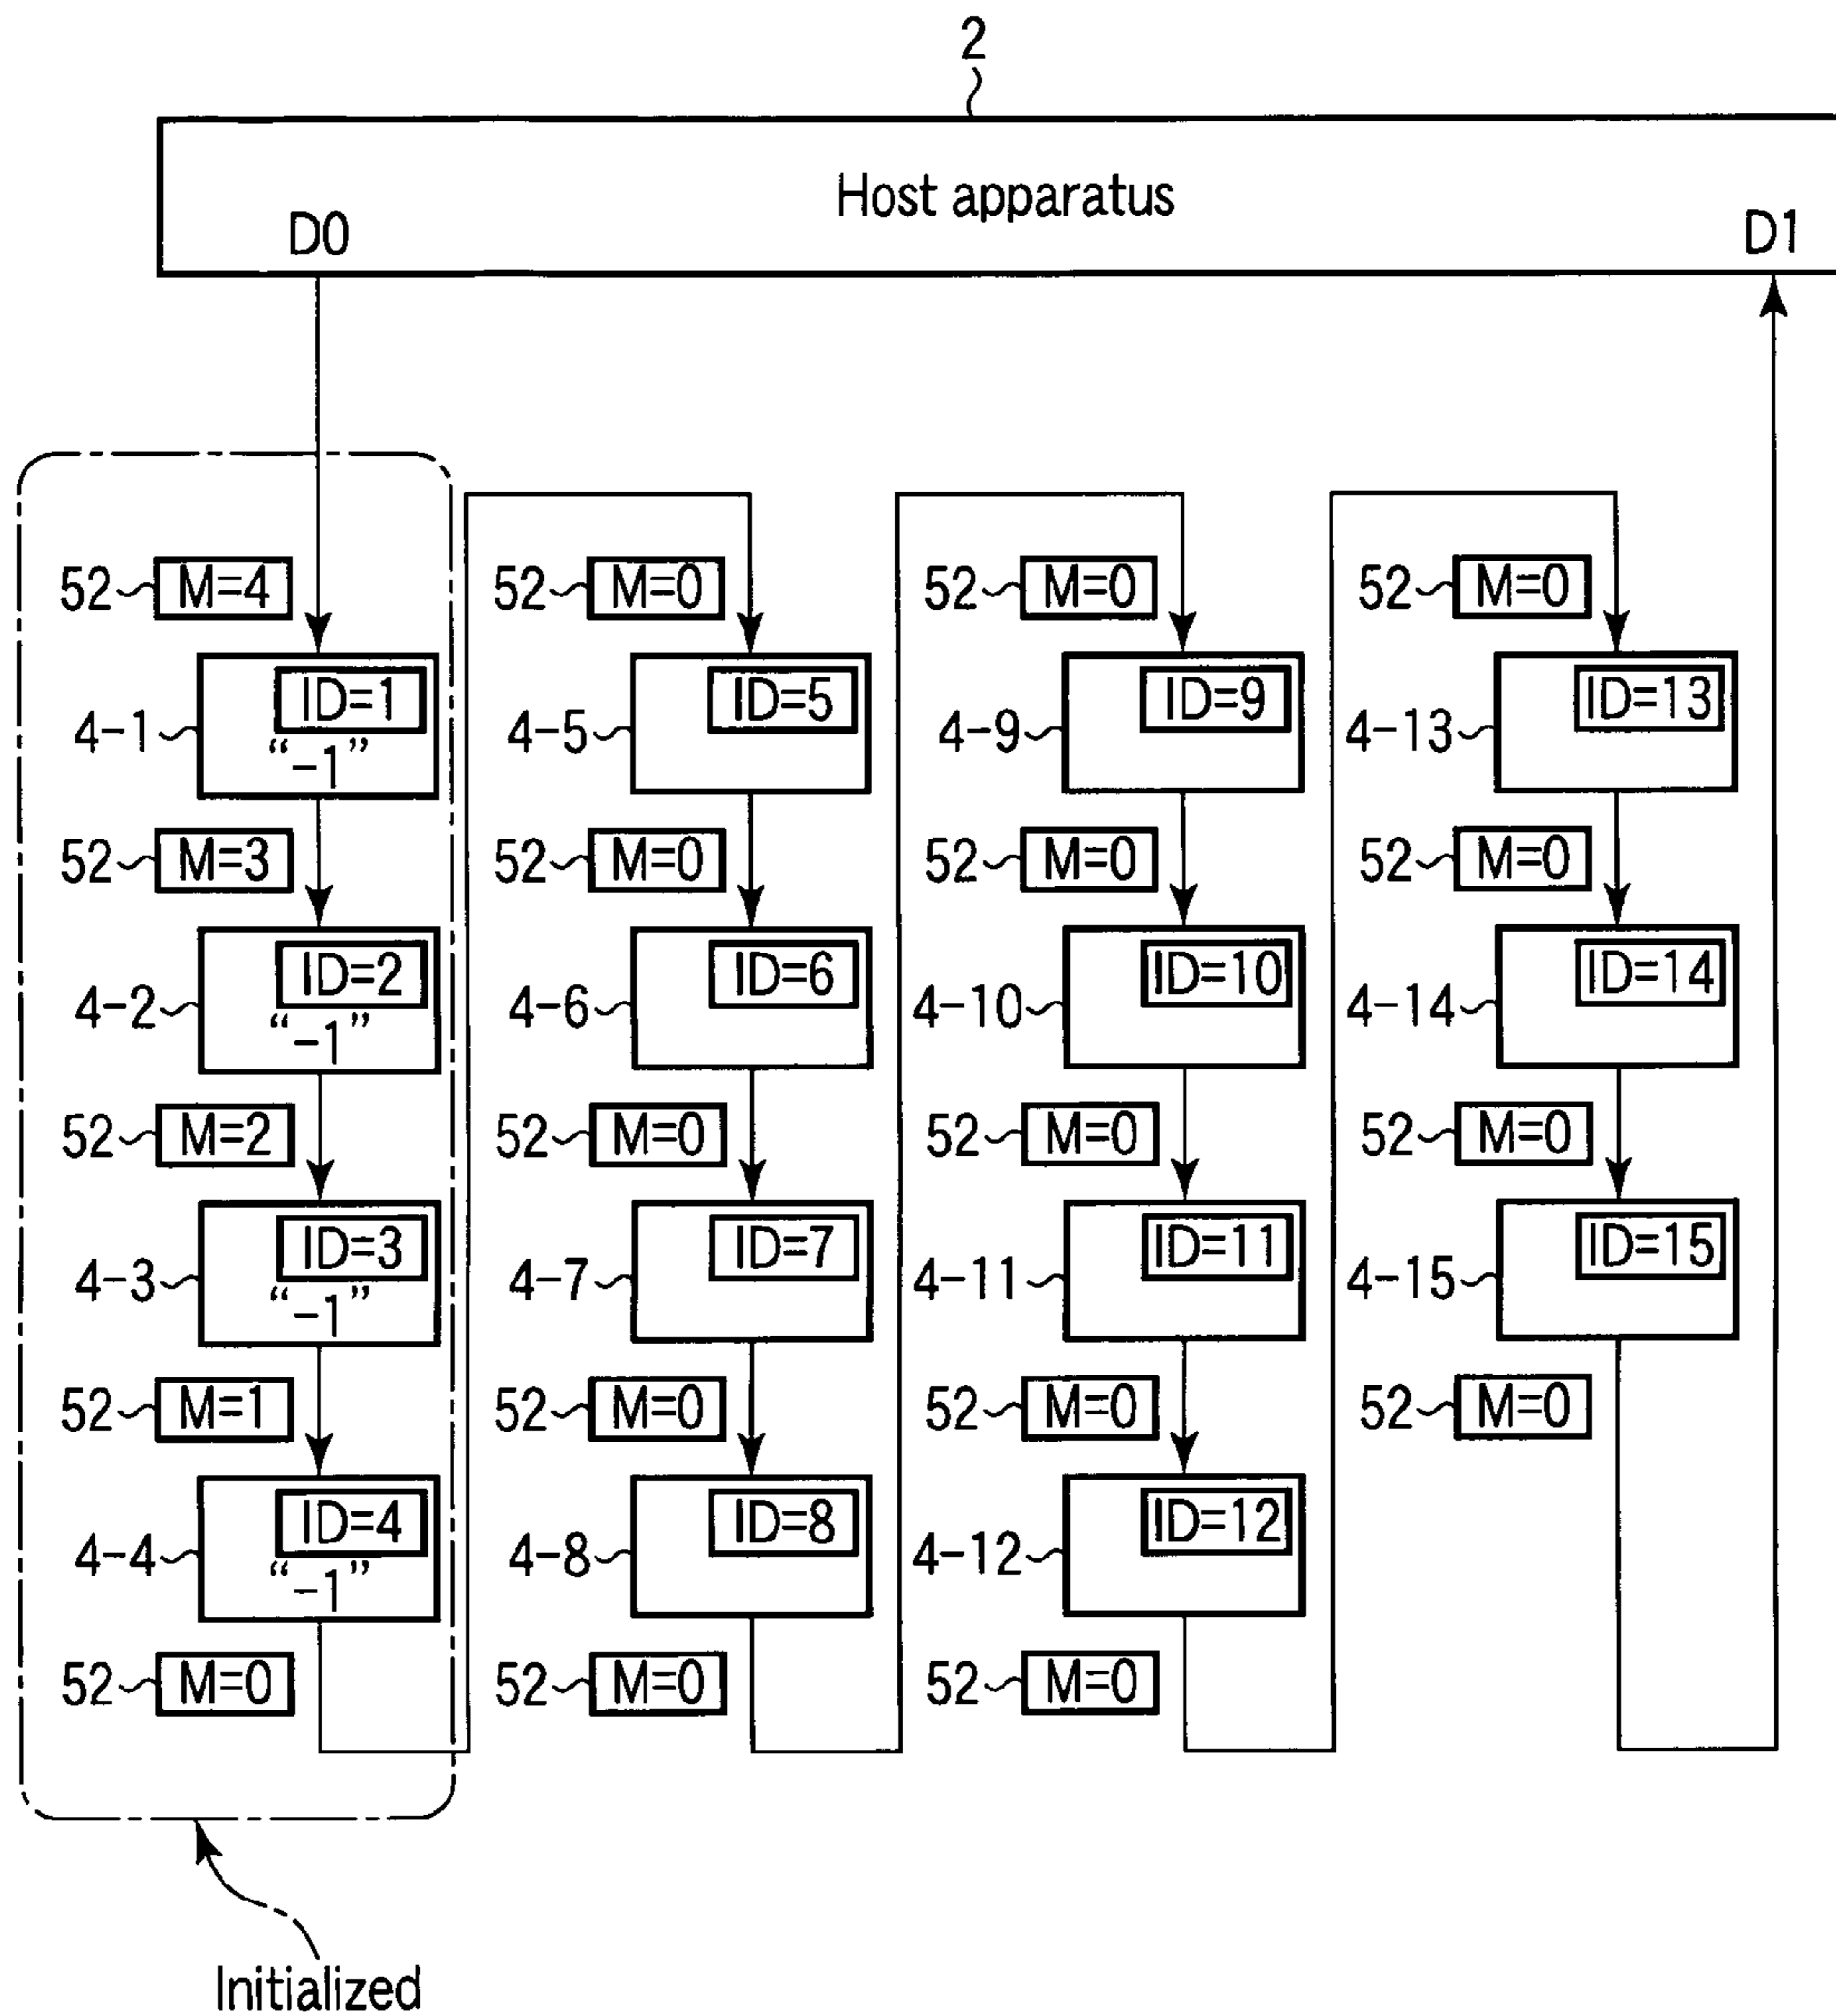 2
Host apparatus
D0
D1
52 M=4
52 M=0
52 M=0
52 M=0
4-1 ID=1
"-1"
4-5 ID=5
4-9 ID=9
4-13 ID=13
52 M=3
52 M=0
52 M=0
52 M=0
4-2 ID=2
"-1"
4-6 ID=6
4-10 ID=10
4-14 ID=14
52 M=2
52 M=0
52 M=0
52 M=0
4-3 ID=3
"-1"
4-7 ID=7
4-11 ID=11
4-15 ID=15
52 M=1
52 M=0
52 M=0
52 M=0
4-4 ID=4
"-1"
4-8 ID=8
4-12 ID=12
52 M=0
52 M=0
52 M=0
Initialized